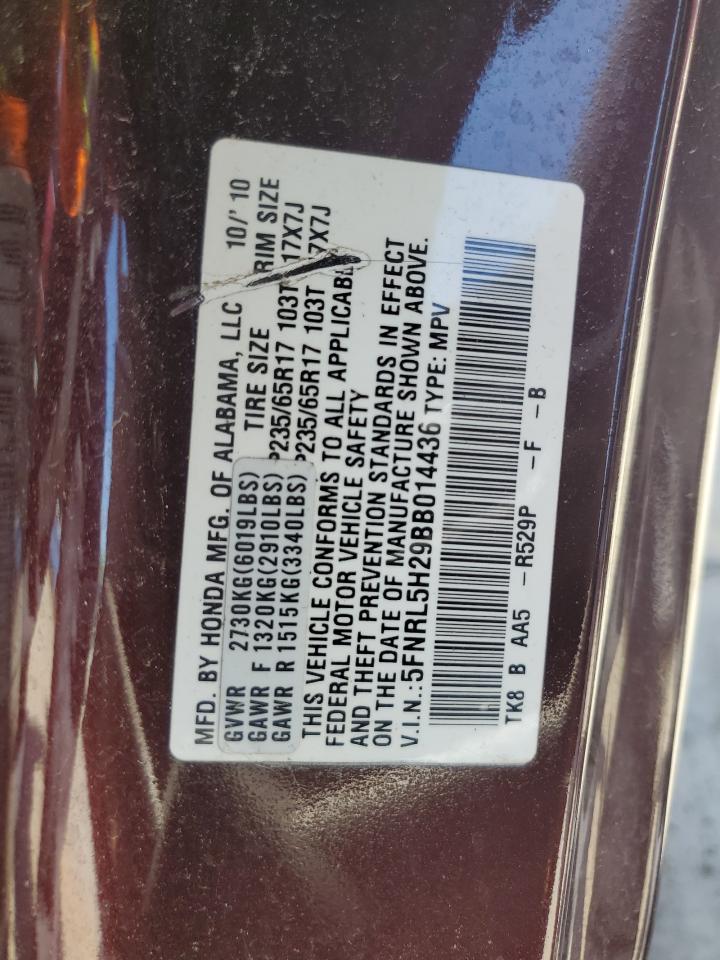 MFD. BY HONDA MFG. OF ALABAMA, LLC 10/'10
GVWR 2730KG(6019LBS) TIRE SIZE RIM SIZE
GAWR F 1320KG(2910LBS) P235/65R17 103T 17X7J
GAWR R 1515KG(3340LBS) P235/65R17 103T 17X7J
THIS VEHICLE CONFORMS TO ALL APPLICABLE
FEDERAL MOTOR VEHICLE SAFETY
AND THEFT PREVENTION STANDARDS IN EFFECT
ON THE DATE OF MANUFACTURE SHOWN ABOVE.
V.I.N.:5FNRL5H29BB014436 TYPE: MPV
TK8 B AA5 -R529P -F -B